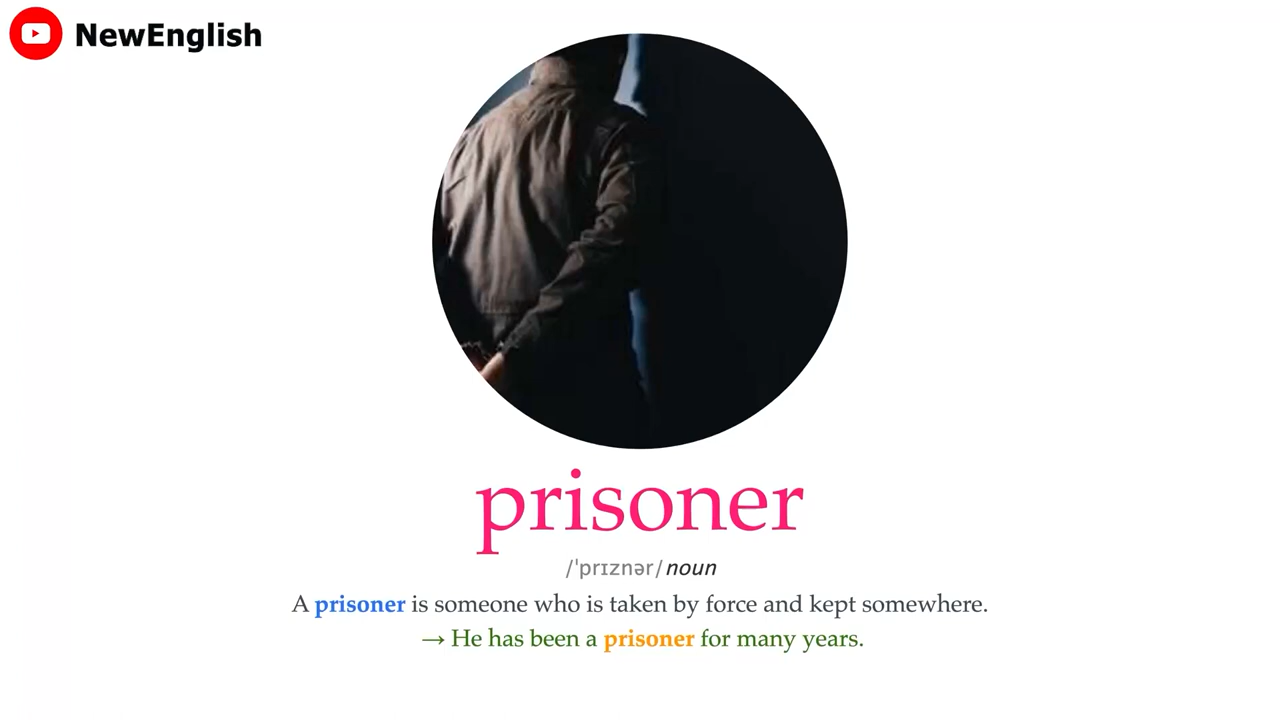 NewEnglish
prisoner
/ˈprɪznər/ noun
A prisoner is someone who is taken by force and kept somewhere.
→ He has been a prisoner for many years.